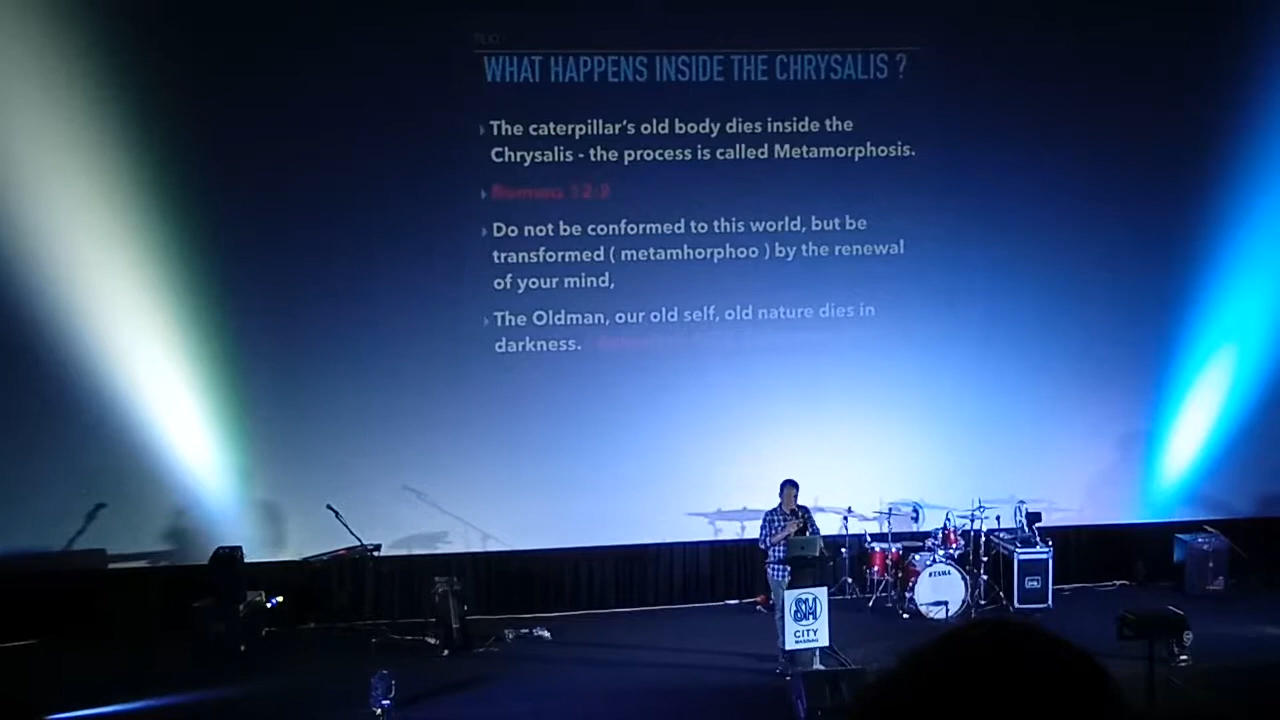 TEXT
WHAT HAPPENS INSIDE THE CHRYSALIS ?
The caterpillar's old body dies inside the
Chrysalis - the process is called Metamorphosis.
Romans 12:2
Do not be conformed to this world, but be
transformed ( metamhorphoo ) by the renewal
of your mind,
The Oldman, our old self, old nature dies in
darkness.
TAMA
SM
CITY
MASINAG